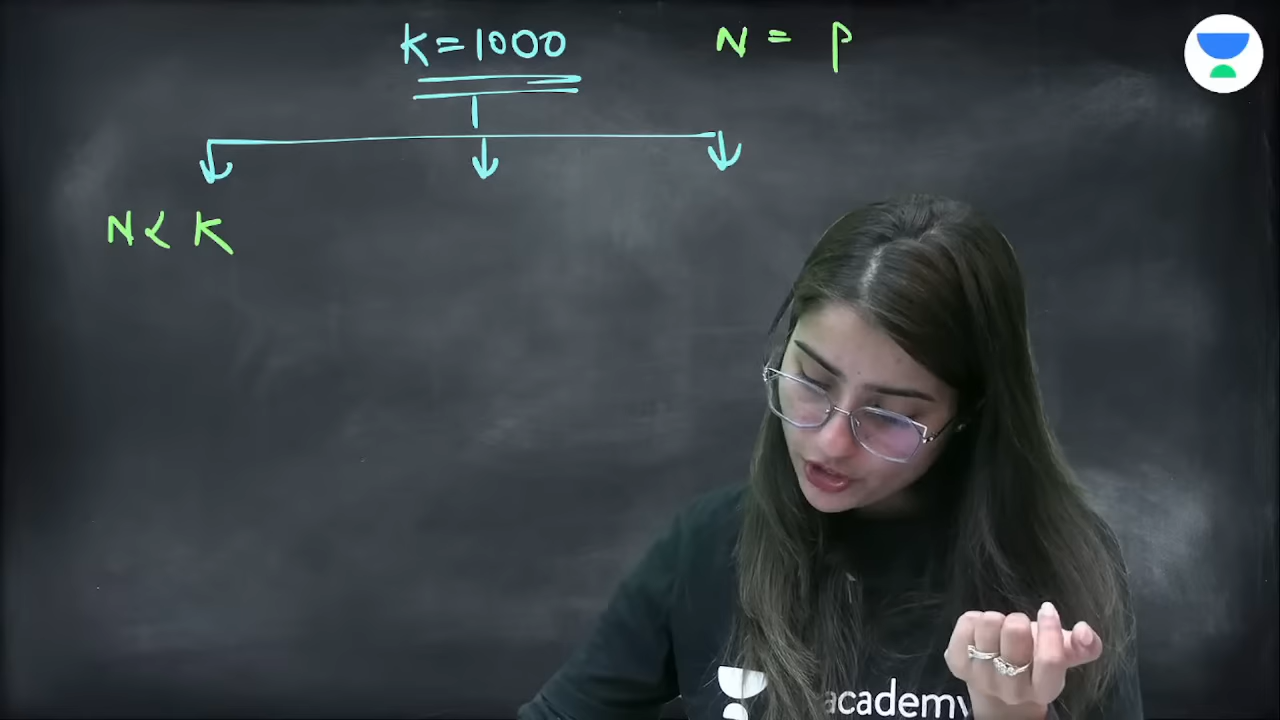 K = 1000
N = P
N < K
academy